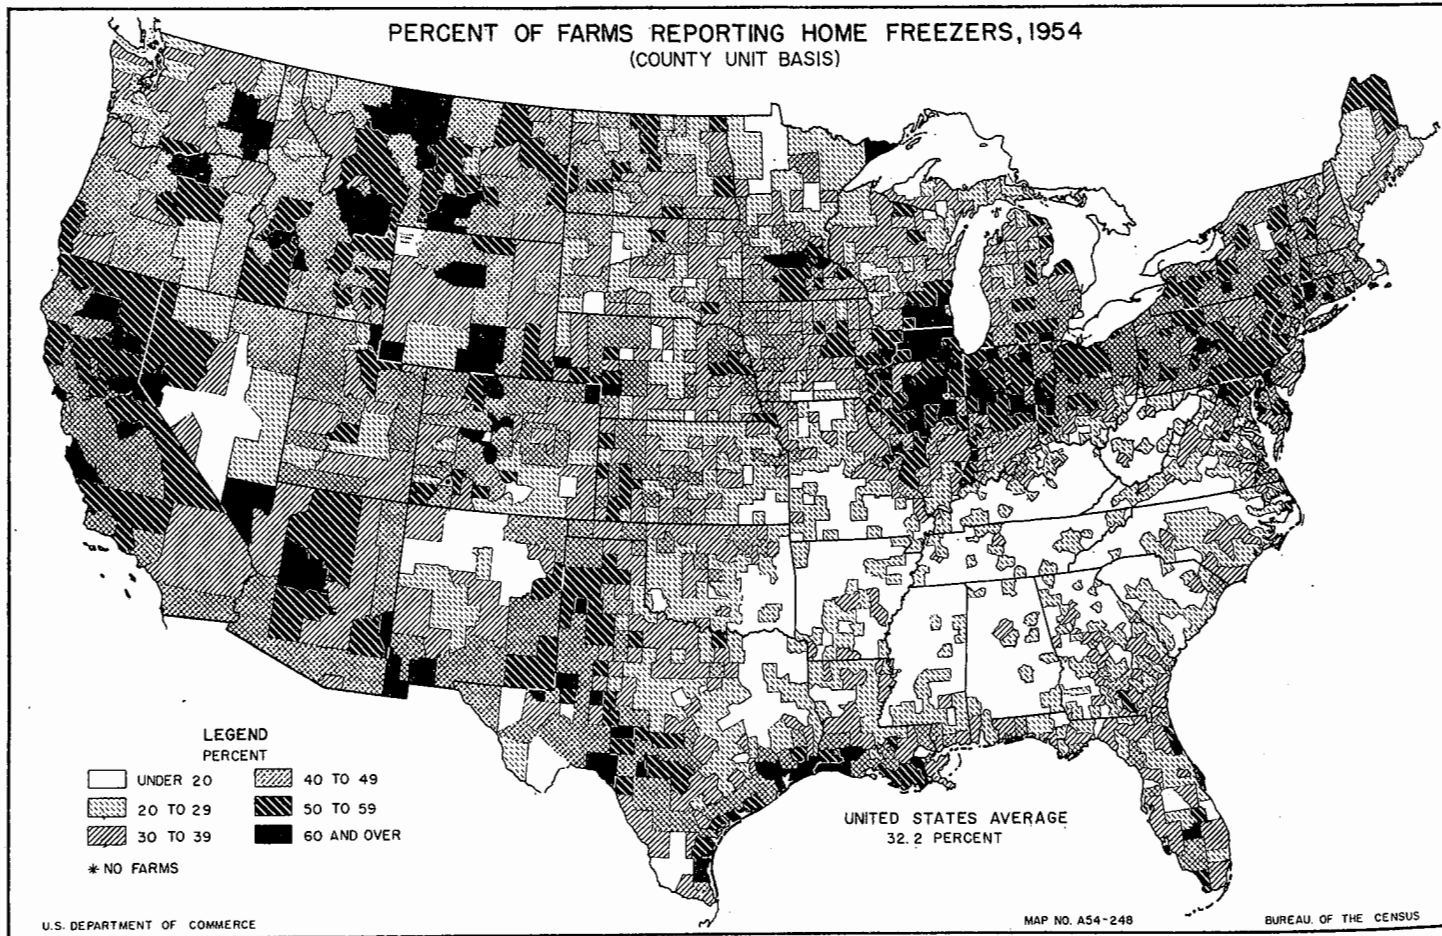 PERCENT OF FARMS REPORTING HOME FREEZERS, 1954
(COUNTY UNIT BASIS)
LEGEND
PERCENT
UNDER 20
20 TO 29
30 TO 39
40 TO 49
50 TO 59
60 AND OVER
* NO FARMS
UNITED STATES AVERAGE
32.2 PERCENT
U.S. DEPARTMENT OF COMMERCE
MAP NO. A54-248
BUREAU. OF THE CENSUS